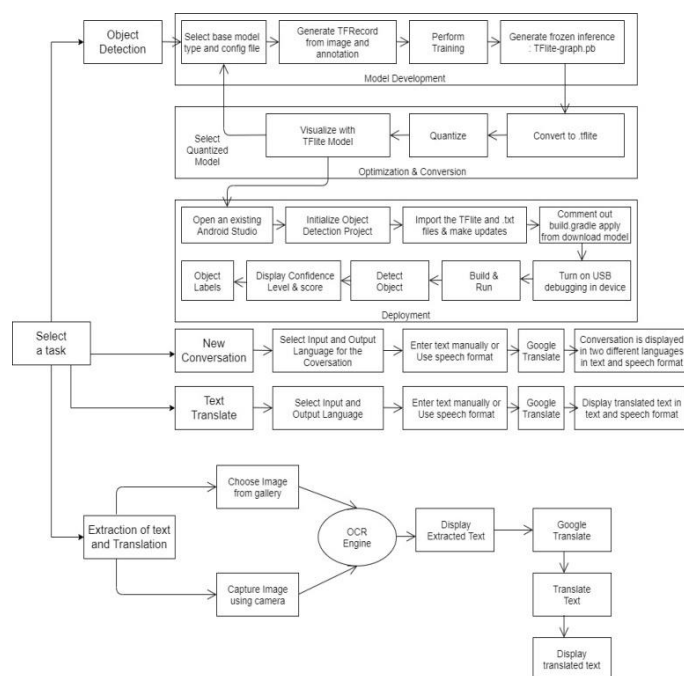 Object
Detection
Select base model
type and config file
Generate TFRecord
from image and
annotation
Perform
Training
Generate frozen inference
: TFlite-graph.pb
Model Development
Select
Quantized
Model
Visualize with
TFlite Model
Quantize
Convert to .tflite
Optimization & Conversion
Open an existing
Android Studio
Initialize Object
Detection Project
Import the TFlite and .txt
files & make updates
Comment out
build.gradle apply
from download model
Object
Labels
Display Confidence
Level & score
Detect
Object
Build &
Run
Turn on USB
debugging in device
Deployment
Select
a task
New
Conversation
Select Input and Output
Language for the
Coversation
Enter text manually or
Use speech format
Google
Translate
Conversation is displayed
in two different languages
in text and speech format
Text
Translate
Select Input and
Output Language
Enter text manually or
Use speech format
Google
Translate
Display translated text in
text and speech format
Extraction of text
and Translation
Choose Image
from gallery
Capture Image
using camera
OCR
Engine
Display
Extracted Text
Google
Translate
Translate
Text
Display
translated text